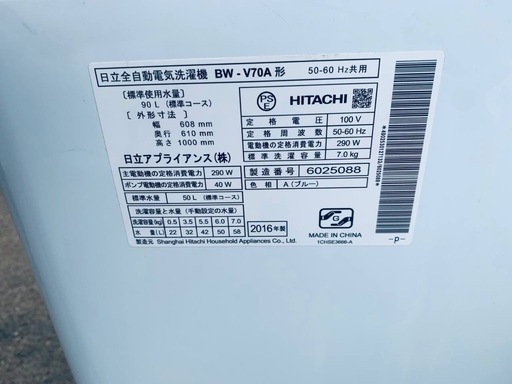 日立全自動電気洗濯機 BW-V70A 形 50-60 Hz共用
[標準使用水量]
90 L (標準コース)
[外形寸法]
幅 608 mm
奥行 610 mm
高さ 1000 mm
日立アプライアンス(株)
主電動機の定格消費電力 290 W
ポンプ電動機の定格消費電力 40 W
標準水量 50 L (標準コース)
洗濯容量と水量 (手動設定の水量)
洗濯容量(kg) 0.5 3.5 5.5 6.0 7.0
水量(L) 22 32 42 50 58
製造元 Shanghai Hitachi Household Appliances Co., Ltd.
PS
E
HITACHI
定格電圧 100 V
定格周波数 50-60 Hz
電動機の定格消費電力 290 W
標準洗濯容量 7.0 kg
製造番号 6025088
色相 A(ブルー)
2016 年製
MADE IN CHINA
1CHSE3666-A
-P-